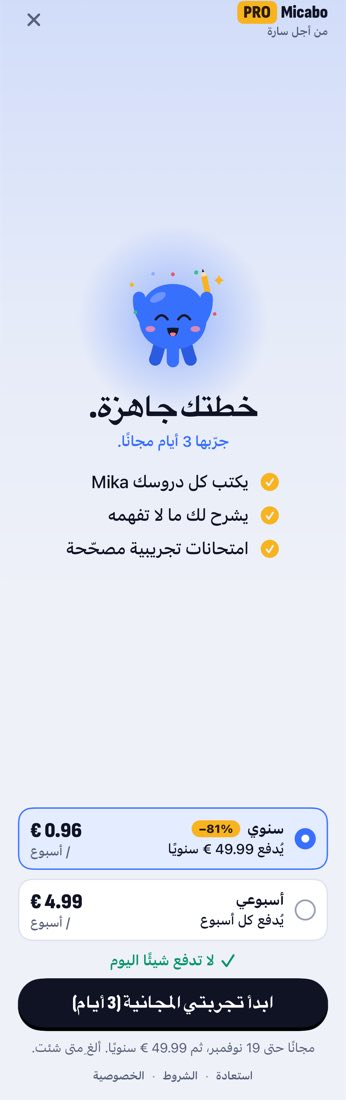 Micabo PRO
من أجل سارة
خطتك جاهزة.
جرّبها 3 أيام مجانًا.
يكتب كل دروسك Mika
يشرح لك ما لا تفهمه
امتحانات تجريبية مصحّحة
سنوي −81%
€ 0.96
يُدفع 49.99 € سنويًا
/ أسبوع
أسبوعي
€ 4.99
يُدفع كل أسبوع
/ أسبوع
لا تدفع شيئًا اليوم
ابدأ تجربتي المجانية (3 أيام)
مجانًا حتى 19 نوفمبر، ثم 49.99 € سنويًا. ألغِ متى شئت.
استعادة · الشروط · الخصوصية